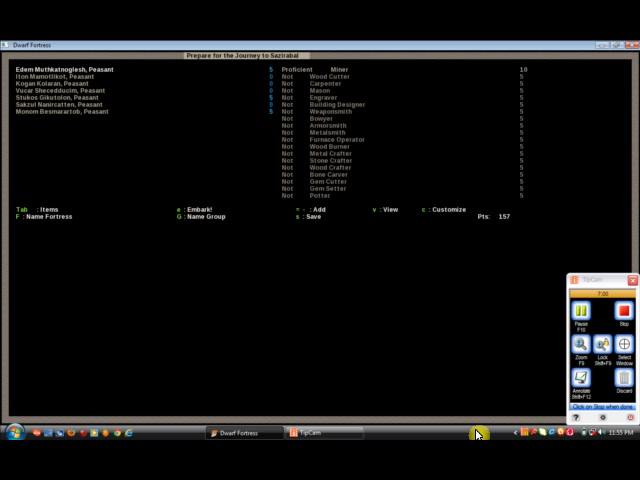 Dwarf Fortress
Prepare for the Journey to Sazirabal
Edem Muthkatnoglesh, Peasant 5 Proficient Miner 10
Iton Mamotlikot, Peasant 0 Not Wood Cutter 5
Kogan Kolaran, Peasant 0 Not Carpenter 5
Vucar Shecedducim, Peasant 0 Not Mason 5
Stukos Gikutolon, Peasant 5 Not Engraver 5
Sakzul Nanircatten, Peasant 0 Not Building Designer 5
Monom Besmarartob, Peasant 5 Not Weaponsmith 5
Not Bowyer 5
Not Armorsmith 5
Not Metalsmith 5
Not Furnace Operator 5
Not Wood Burner 5
Not Metal Crafter 5
Not Stone Crafter 5
Not Wood Crafter 5
Not Bone Carver 5
Not Gem Cutter 5
Not Gem Setter 5
Not Potter 5
Tab : Items e : Embark! = - : Add v : View c : Customize
F : Name Fortress G : Name Group s : Save Pts: 157
TipCam
7:00
Pause F10 Stop
Zoom F9 Lock Shift+F9 Select Window
Annotate Shift+F12 Discard
Click on Stop when done
Dwarf Fortress TipCam 11:55 PM